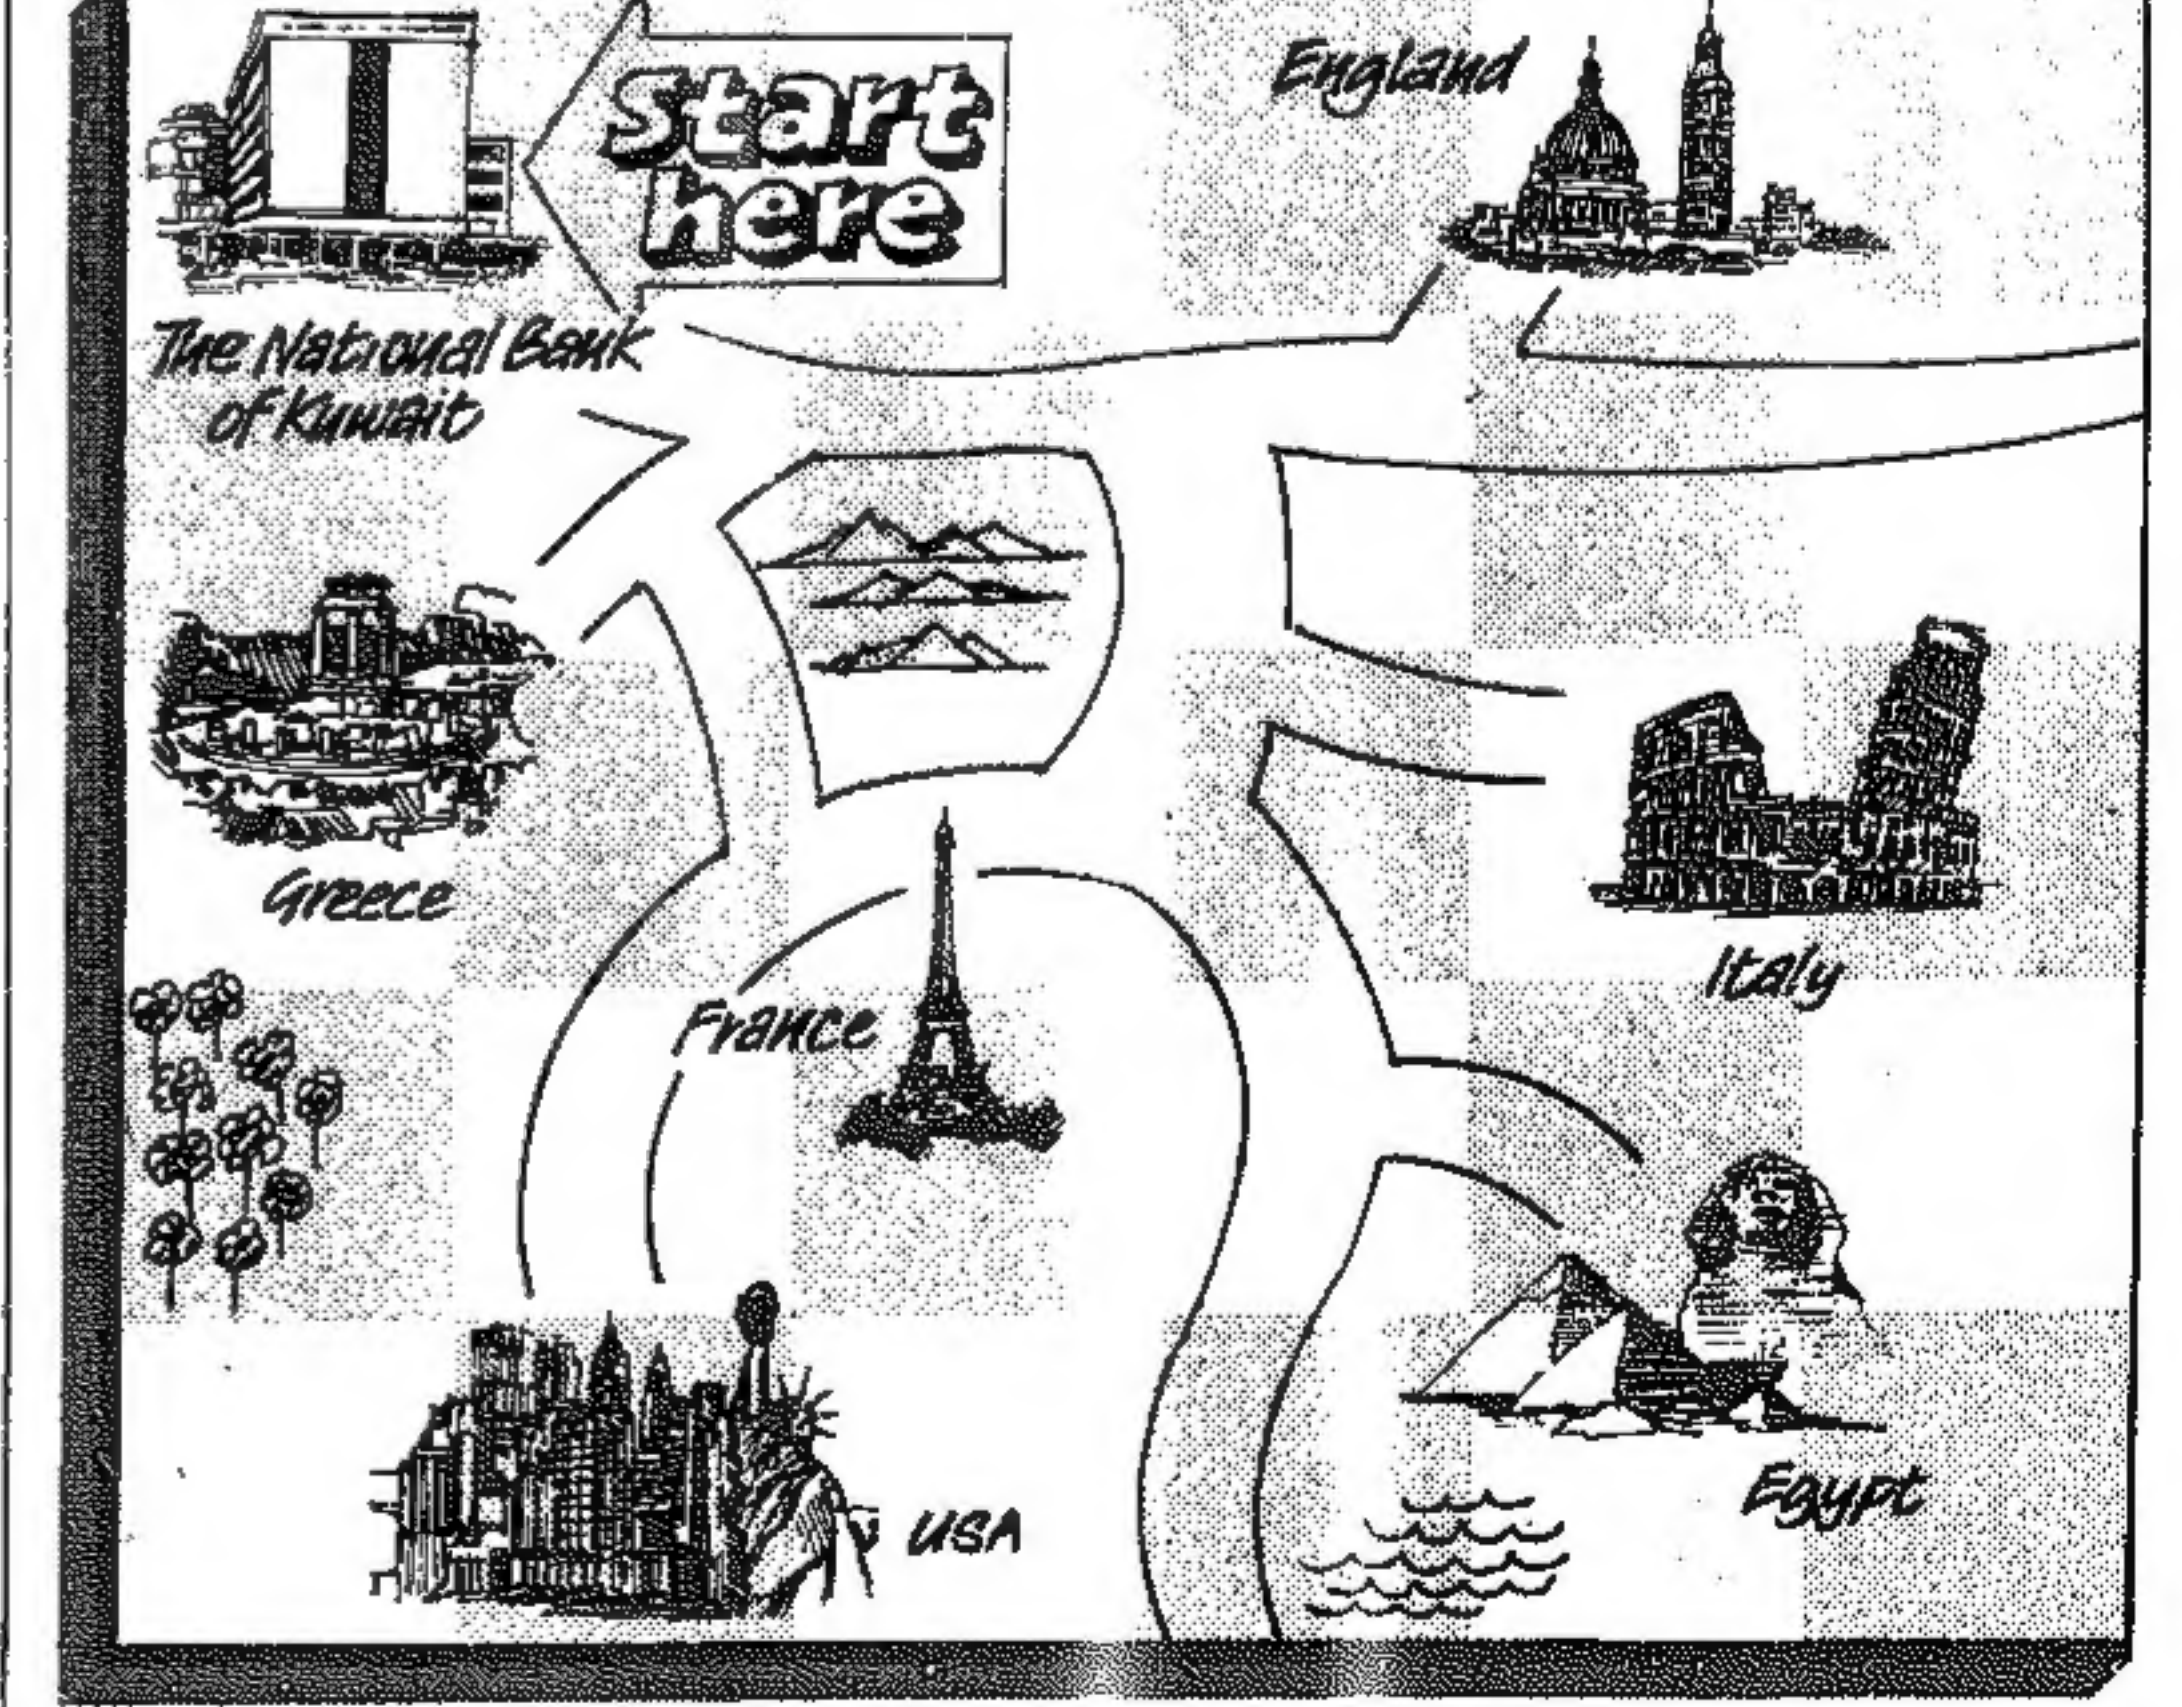 Start
here
England
The National Bank
of Kuwait
Greece
Italy
France
Egypt
USA